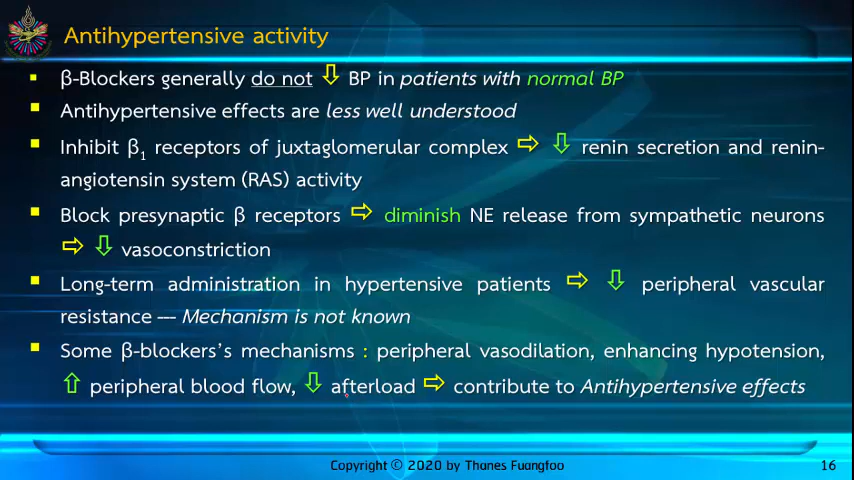 Antihypertensive activity
▪ β-Blockers generally do not ⇩ BP in patients with normal BP
▪ Antihypertensive effects are less well understood
▪ Inhibit β1 receptors of juxtaglomerular complex ⇨ ⇩ renin secretion and renin-
angiotensin system (RAS) activity
▪ Block presynaptic β receptors ⇨ diminish NE release from sympathetic neurons
⇨ ⇩ vasoconstriction
▪ Long-term administration in hypertensive patients ⇨ ⇩ peripheral vascular
resistance --- Mechanism is not known
▪ Some β-blockers's mechanisms : peripheral vasodilation, enhancing hypotension,
⇧ peripheral blood flow, ⇩ afterload ⇨ contribute to Antihypertensive effects
Copyright © 2020 by Thanes Fuangfoo
16